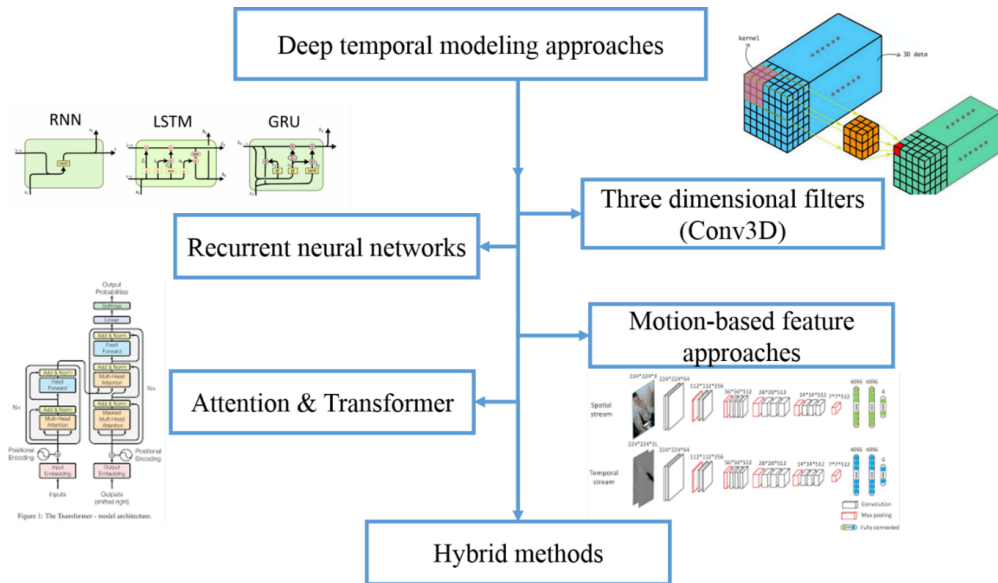 Deep temporal modeling approaches
kernel
3D data
RNN
LSTM
GRU
Three dimensional filters
(Conv3D)
Recurrent neural networks
Motion-based feature
approaches
Attention & Transformer
Output
Probabilities
Softmax
Linear
Add & Norm
Feed
Forward
Add & Norm
Multi-Head
Attention
Add & Norm
Masked
Multi-Head
Attention
Add & Norm
Feed
Forward
Add & Norm
Multi-Head
Attention
N×
N×
Positional
Encoding
Positional
Encoding
Input
Embedding
Output
Embedding
Inputs
Outputs
(shifted right)
Figure 1: The Transformer - model architecture.
Spatial
stream
224*224*3
224*224*64
112*112*256
56*56*512
28*28*512
14*14*512
7*7*512
4096
4096
6
Temporal
stream
224*224*64
112*112*256
56*56*512
28*28*512
14*14*512
7*7*512
4096
4096
6
Convolution
Max pooling
Fully connected
Hybrid methods